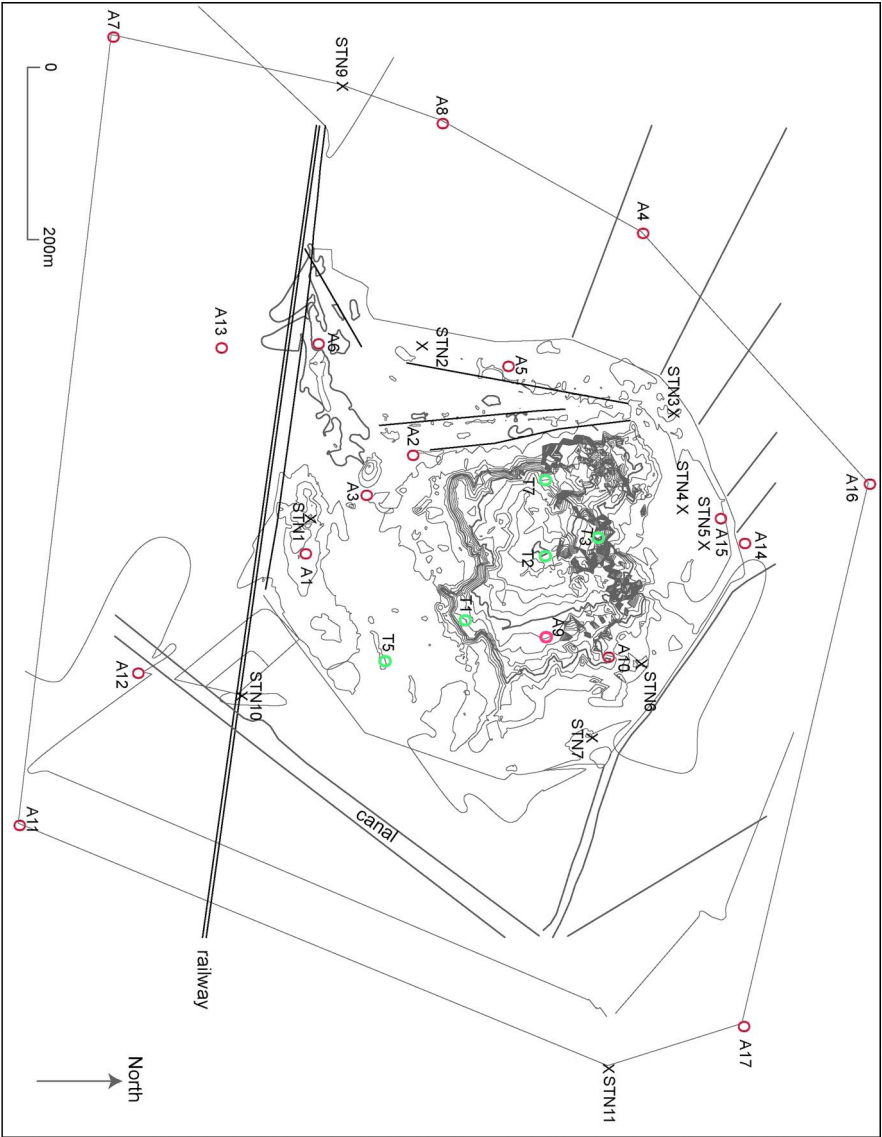 A7
0
STN9 X
A8
A4
200m
A13
A6
STN2
X
A5
STN3X
A2
A16
T7
STN4 X
A3
STN5 X
A15
A14
T3
STN1
X
A1
T2
T1
A9
T5
A10
X STN6
A12
STN10
X
STN7
X
A11
canal
railway
A17
XSTN11
North